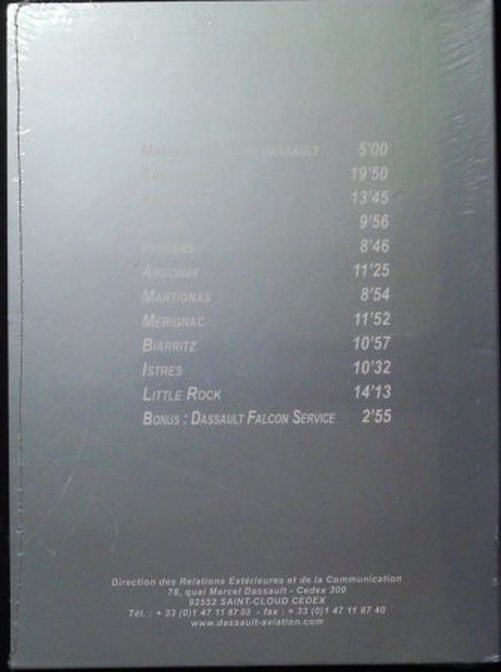 DASSAULT 5'00
19'50
13'45
9'56
POITIERS 8'46
ARGONAY 11'25
MARTIGNAS 8'54
MÉRIGNAC 11'52
BIARRITZ 10'57
ISTRES 10'32
LITTLE ROCK 14'13
BONUS : DASSAULT FALCON SERVICE 2'55
Direction des Relations Extérieures et de la Communication
78, quai Marcel Dassault - Cedex 300
92552 SAINT-CLOUD CEDEX
Tél. : + 33 (0)1 47 11 87 03 - fax : + 33 (0)1 47 11 87 40
www.dassault-aviation.com